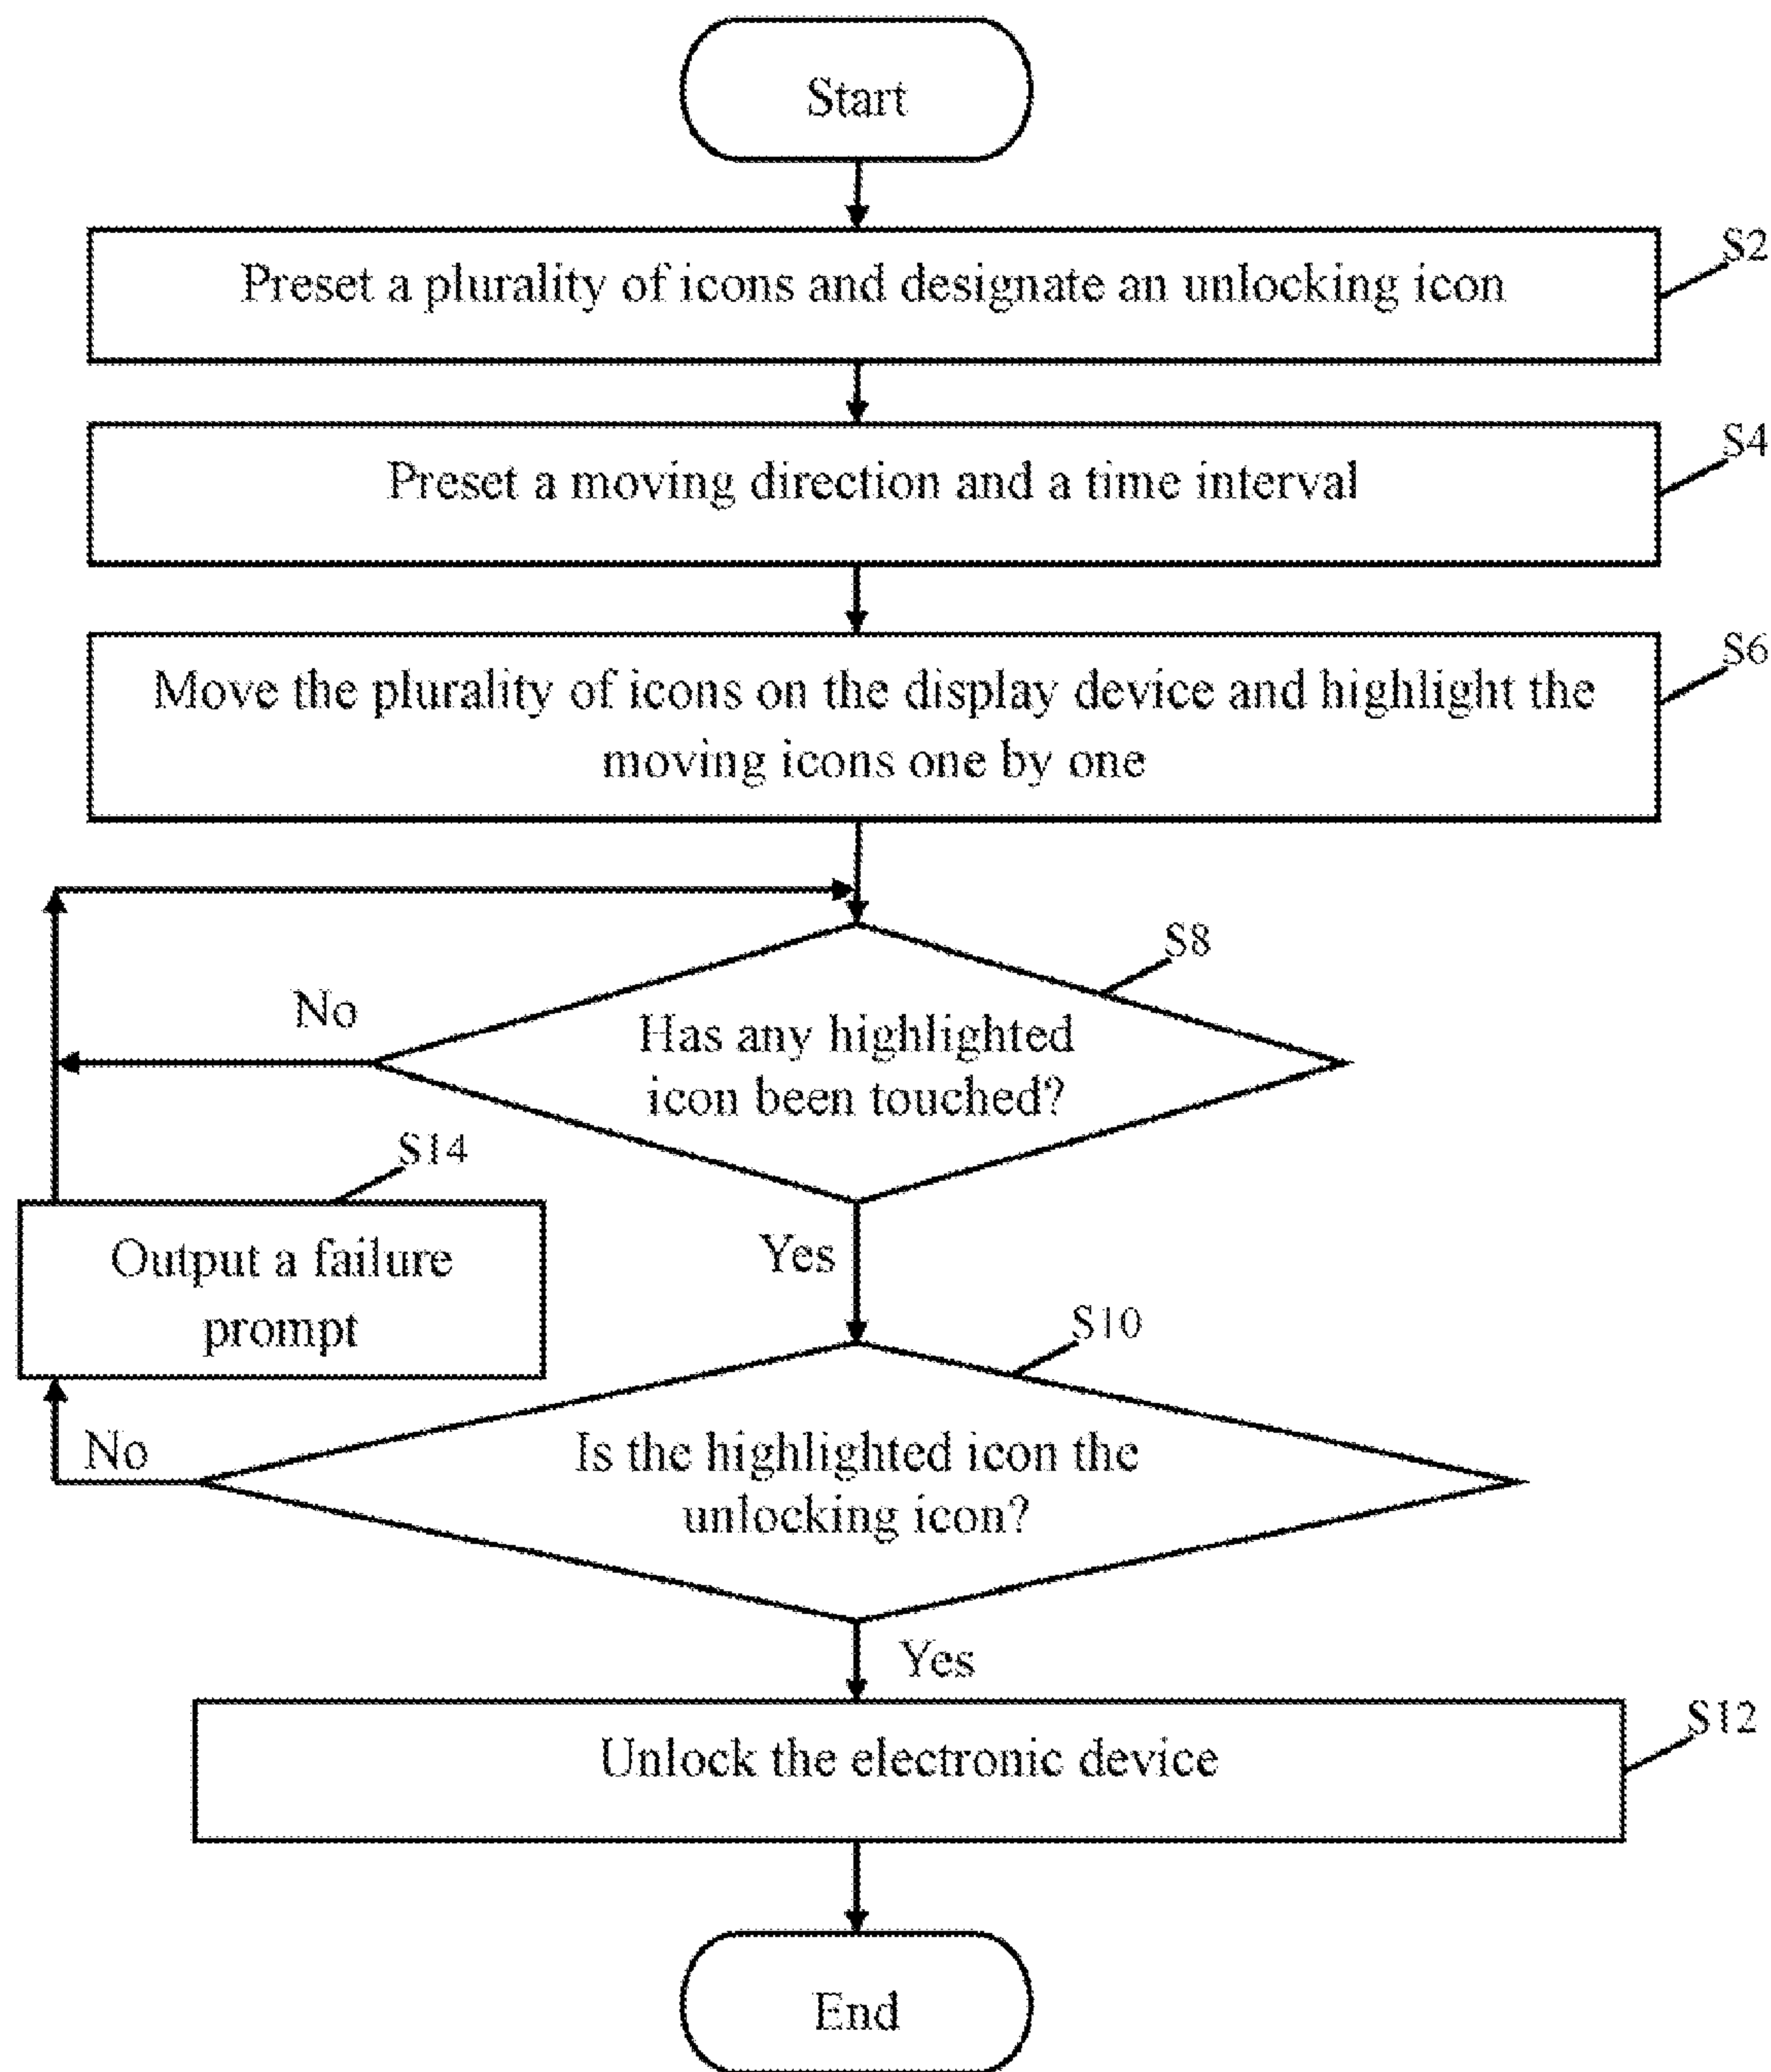 Start
Preset a plurality of icons and designate an unlocking icon
S2
Preset a moving direction and a time interval
S4
Move the plurality of icons on the display device and highlight the
moving icons one by one
S6
Has any highlighted
icon been touched?
S8
No
Yes
S14
Output a failure
prompt
S10
Is the highlighted icon the
unlocking icon?
No
Yes
Unlock the electronic device
S12
End